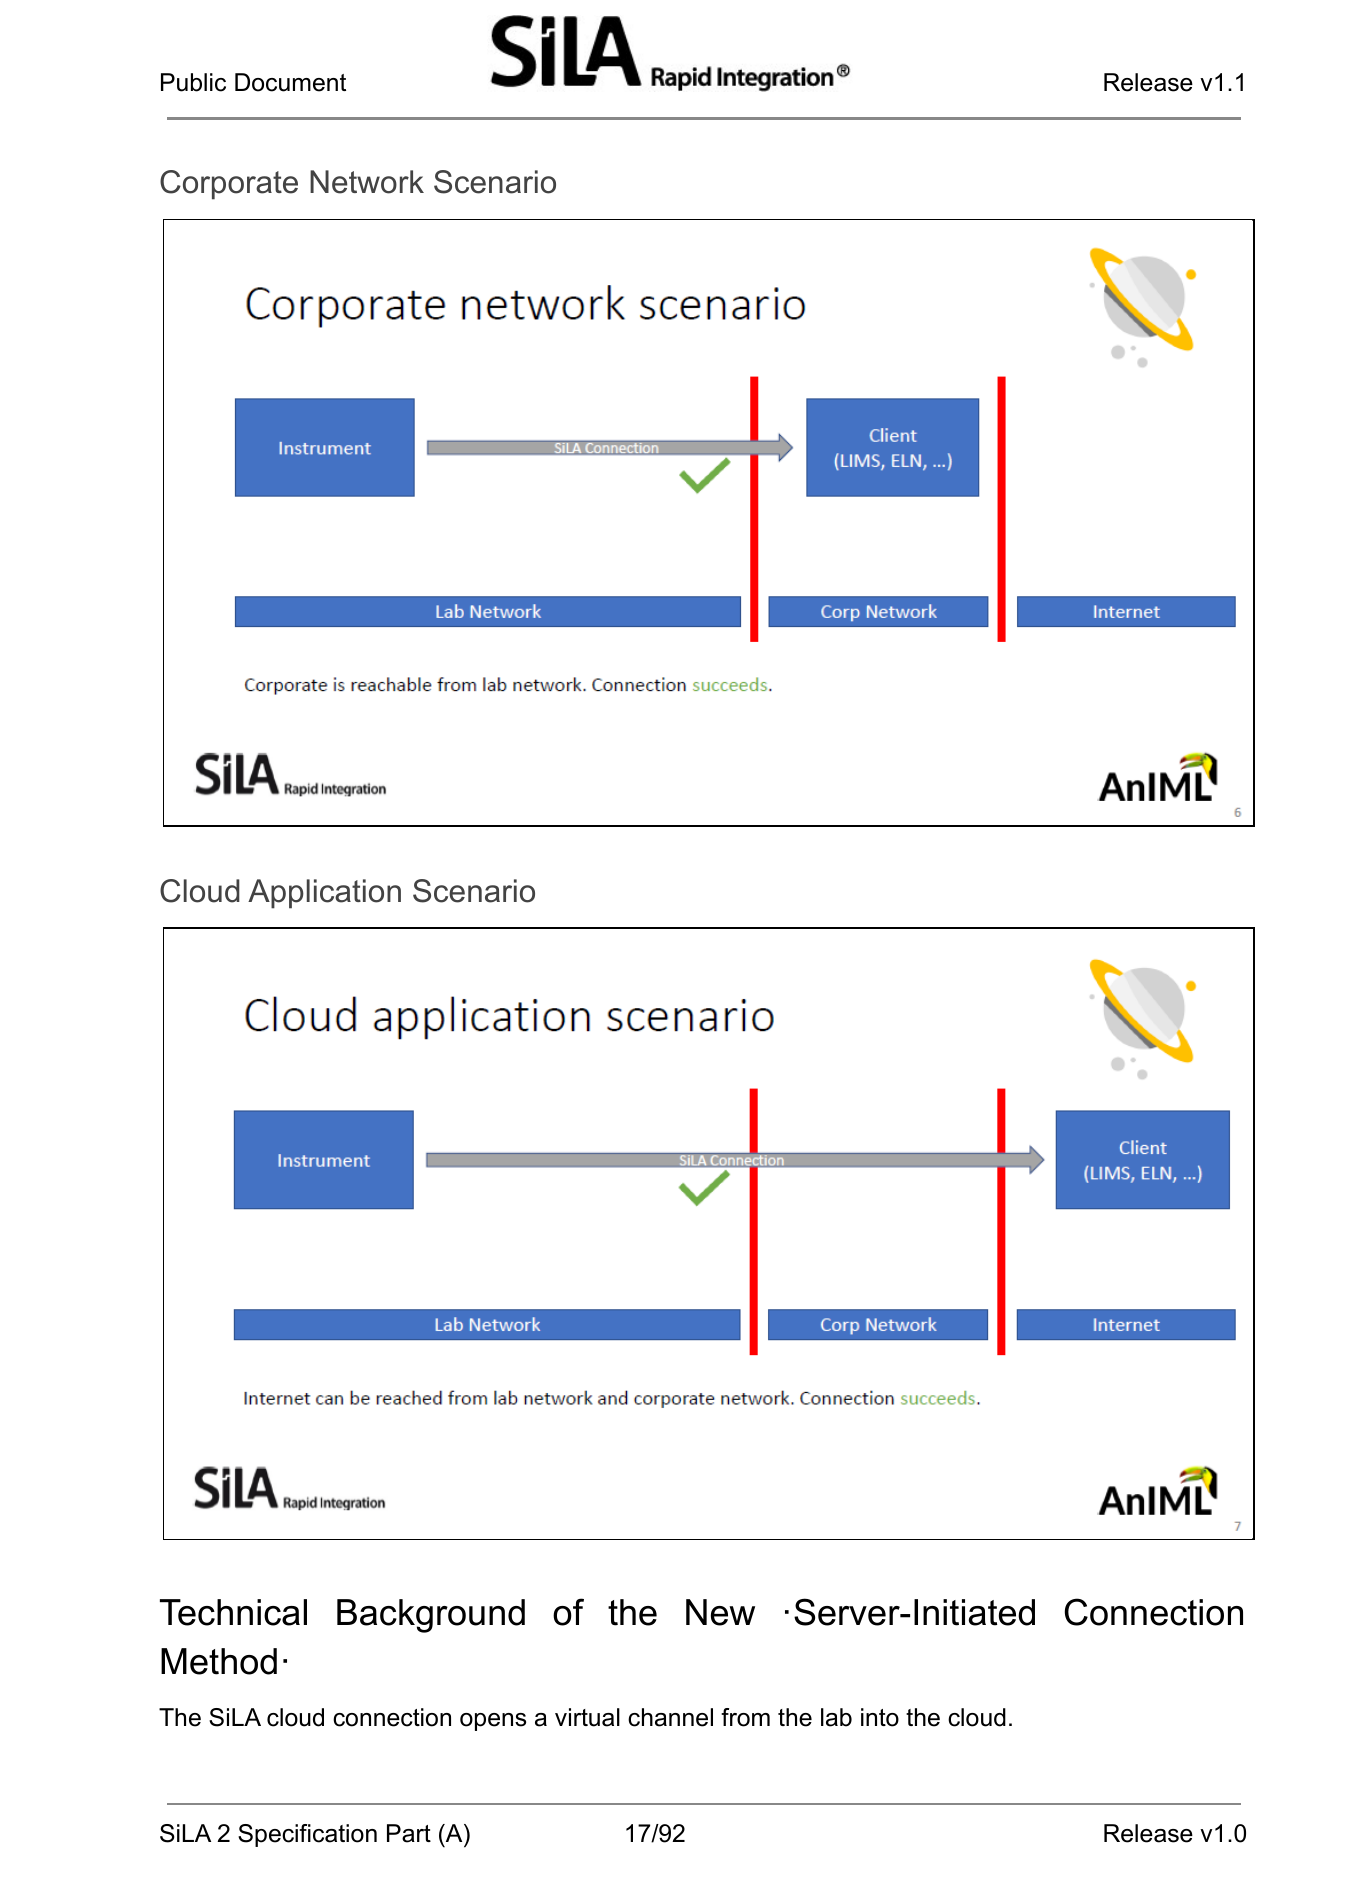 Public Document
SiLA Rapid Integration®
Release v1.1
Corporate Network Scenario
Corporate network scenario
Instrument
SiLA Connection
Client
(LIMS, ELN, ...)
Lab Network
Corp Network
Internet
Corporate is reachable from lab network. Connection succeeds.
SiLA Rapid Integration
AnIML
6
Cloud Application Scenario
Cloud application scenario
Instrument
SiLA Connection
Client
(LIMS, ELN, ...)
Lab Network
Corp Network
Internet
Internet can be reached from lab network and corporate network. Connection succeeds.
SiLA Rapid Integration
AnIML
7
Technical Background of the New ·Server-Initiated Connection
Method·
The SiLA cloud connection opens a virtual channel from the lab into the cloud.
SiLA 2 Specification Part (A)
17/92
Release v1.0